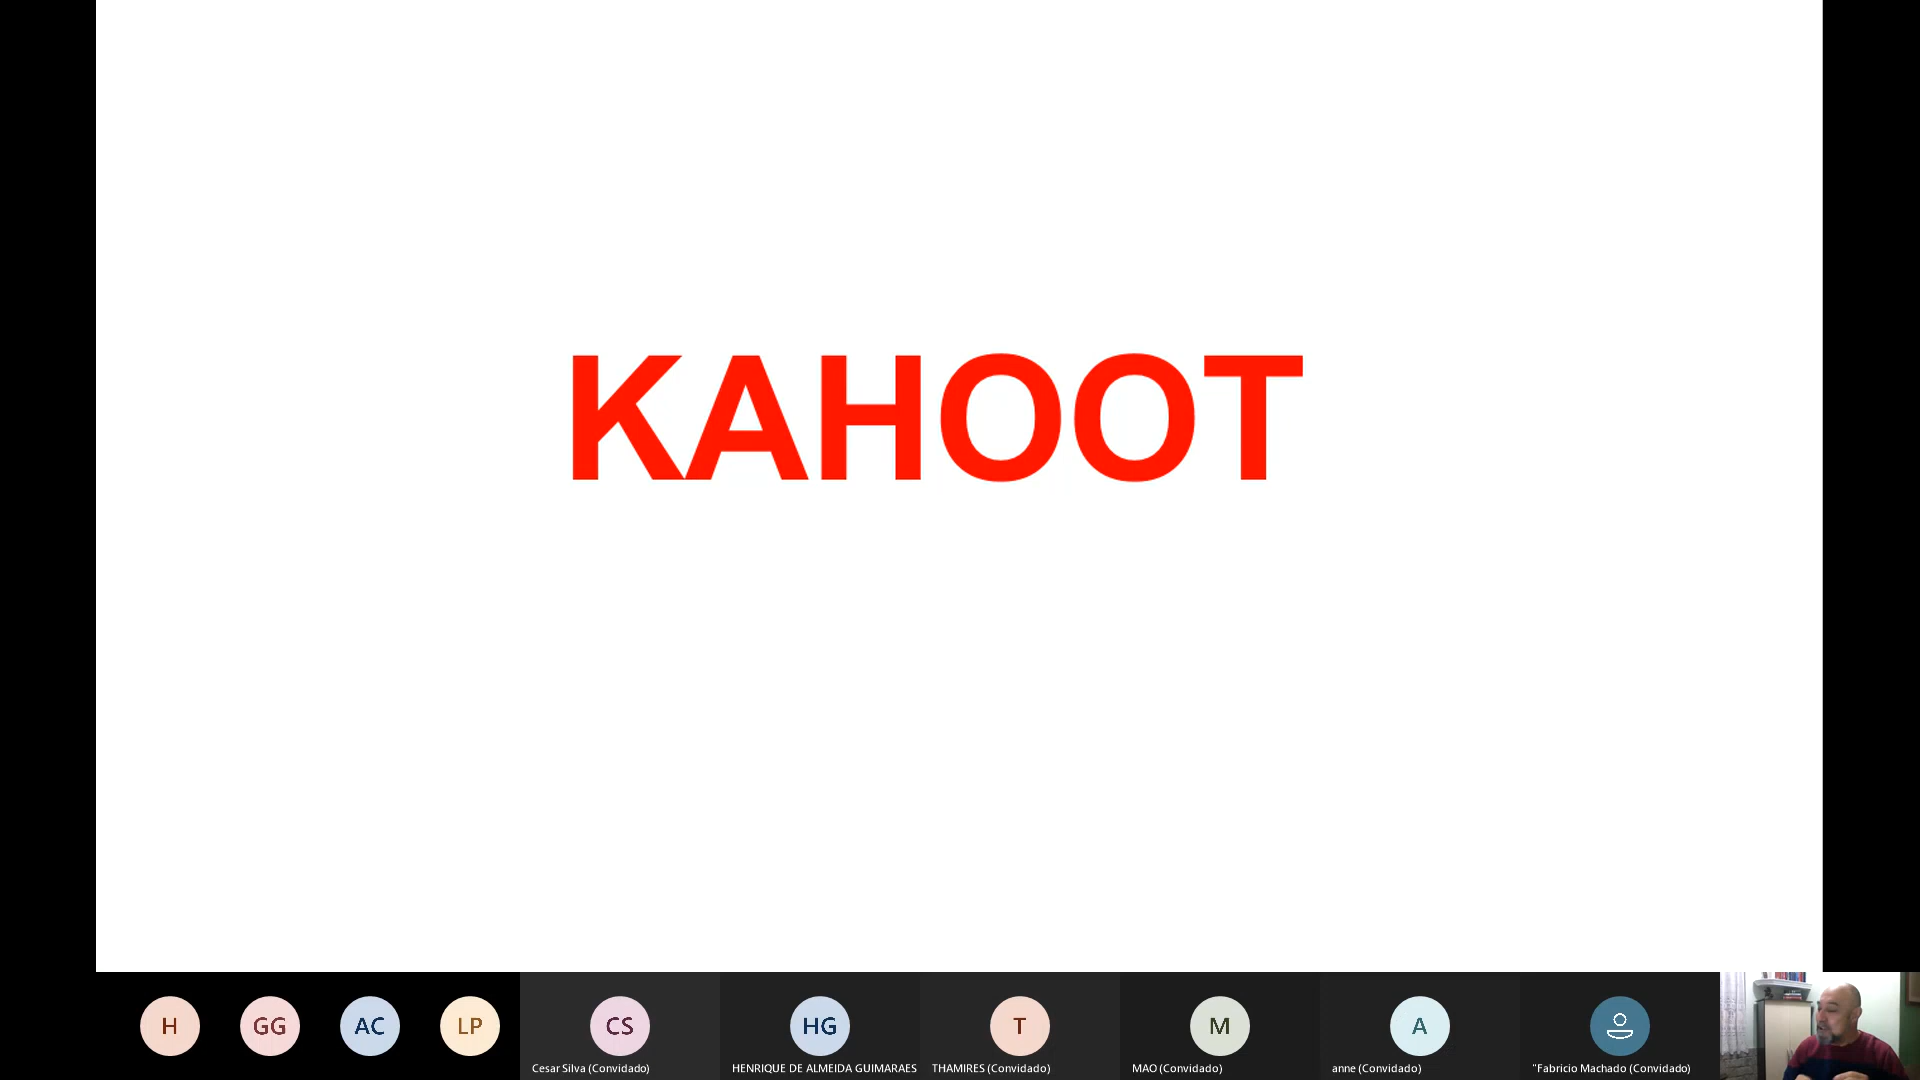 KAHOOT
H
GG
AC
LP
CS
HG
T
M
A
Cesar Silva (Convidado)
HENRIQUE DE ALMEIDA GUIMARAES
THAMIRES (Convidado)
MAO (Convidado)
anne (Convidado)
"Fabricio Machado (Convidado)